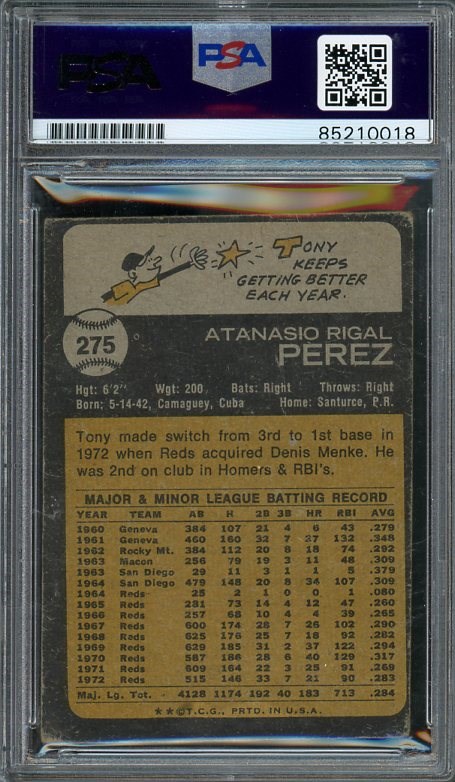 PSA
PSA
85210018
TONY
KEEPS
GETTING BETTER
EACH YEAR.
275
ATANASIO RIGAL
PEREZ
Hgt: 6'2" Wgt: 200 Bats: Right Throws: Right
Born: 5-14-42, Camaguey, Cuba Home: Santurce, P.R.
Tony made switch from 3rd to 1st base in
1972 when Reds acquired Denis Menke. He
was 2nd on club in Homers & RBI's.
MAJOR & MINOR LEAGUE BATTING RECORD
YEAR TEAM AB H 2B 3B HR RBI AVG
1960 Geneva 384 107 21 4 6 43 .279
1961 Geneva 460 160 32 7 27 132 .348
1962 Rocky Mt. 384 112 20 8 18 74 .292
1963 Macon 256 79 19 3 11 48 .309
1963 San Diego 29 11 3 1 1 5 .379
1964 San Diego 479 148 20 8 34 107 .309
1964 Reds 25 2 1 0 0 1 .080
1965 Reds 281 73 14 4 12 47 .260
1966 Reds 257 68 10 4 4 39 .265
1967 Reds 600 174 28 7 26 102 .290
1968 Reds 625 176 25 7 18 92 .282
1969 Reds 629 185 31 2 37 122 .294
1970 Reds 587 186 28 6 40 129 .317
1971 Reds 609 164 22 3 25 91 .269
1972 Reds 515 146 33 7 21 90 .283
Maj. Lg. Tot. - 4128 1174 192 40 183 713 .284
★★©T.C.G., PRTD. IN U.S.A.